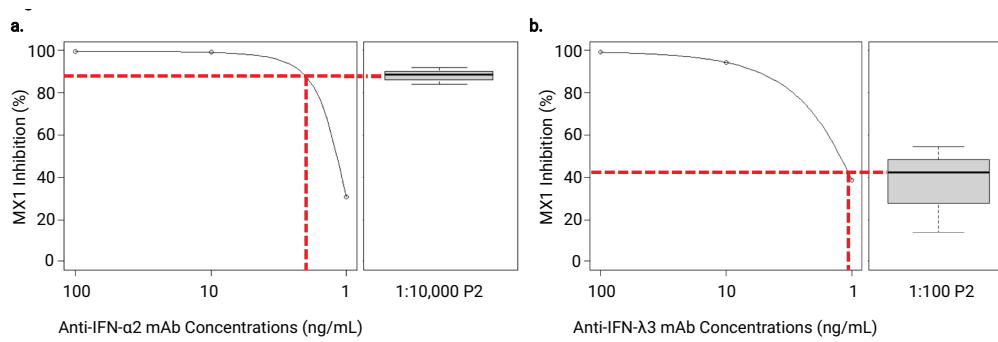 a.
100
80
60
40
20
0
MX1 Inhibition (%)
100 10 1
1:10,000 P2
Anti-IFN-α2 mAb Concentrations (ng/mL)
b.
100
80
60
40
20
0
MX1 Inhibition (%)
100 10 1
1:100 P2
Anti-IFN-λ3 mAb Concentrations (ng/mL)